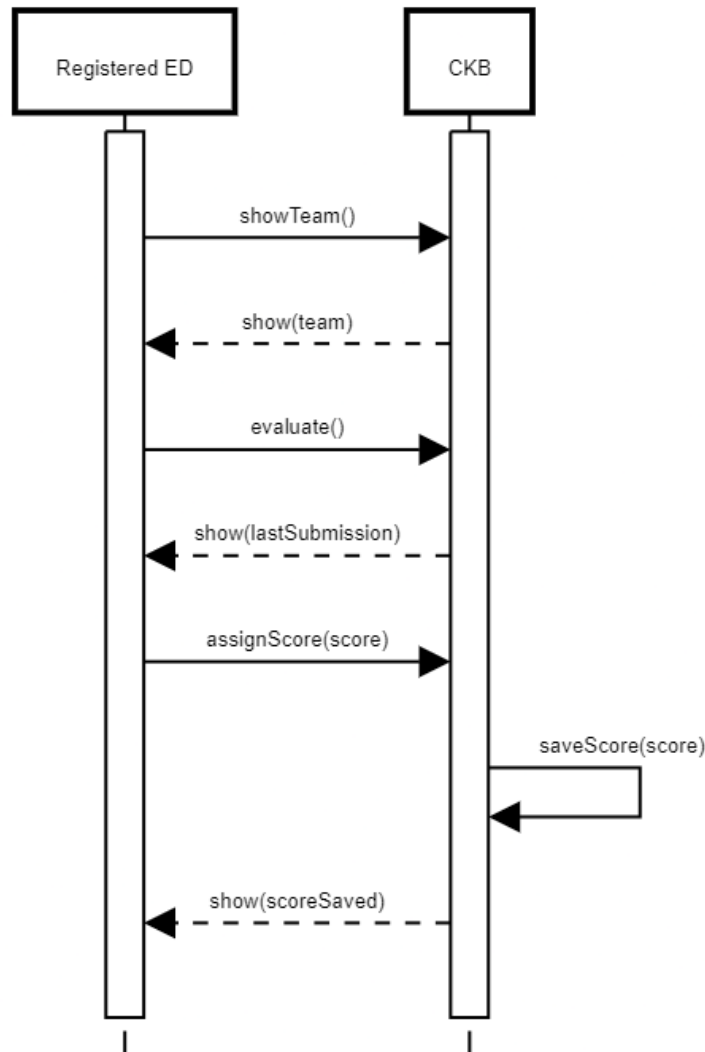 Registered ED
CKB
showTeam()
show(team)
evaluate()
show(lastSubmission)
assignScore(score)
saveScore(score)
show(scoreSaved)